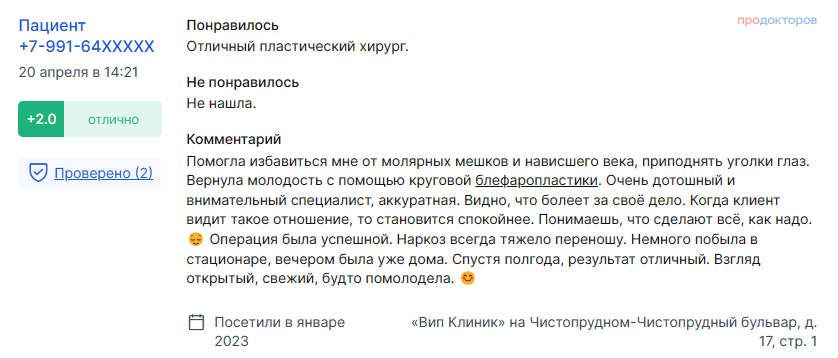 Пациент
+7-991-64XXXXX
20 апреля в 14:21
+2.0 отлично
Проверено (2)
продокторов
Понравилось
Отличный пластический хирург.
Не понравилось
Не нашла.
Комментарий
Помогла избавиться мне от молярных мешков и нависшего века, приподнять уголки глаз.
Вернула молодость с помощью круговой блефаропластики. Очень дотошный и
внимательный специалист, аккуратная. Видно, что болеет за своё дело. Когда клиент
видит такое отношение, то становится спокойнее. Понимаешь, что сделают всё, как надо.
😌 Операция была успешной. Наркоз всегда тяжело переношу. Немного побыла в
стационаре, вечером была уже дома. Спустя полгода, результат отличный. Взгляд
открытый, свежий, будто помолодела. 😊
Посетили в январе
2023
«Вип Клиник» на Чистопрудном-Чистопрудный бульвар, д.
17, стр. 1